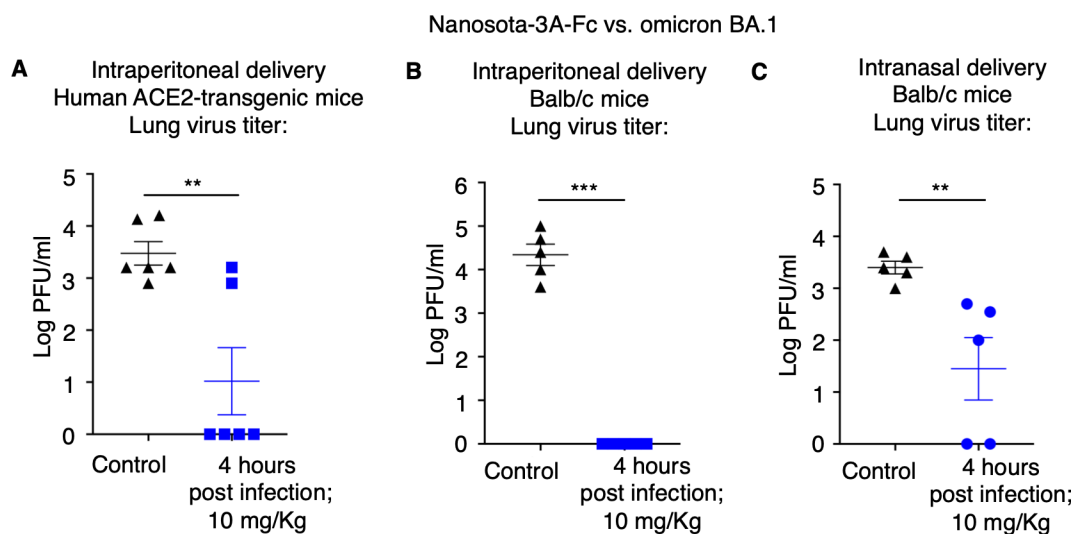 Nanosota-3A-Fc vs. omicron BA.1
A
Intraperitoneal delivery
Human ACE2-transgenic mice
Lung virus titer:
**
Log PFU/ml
5
4
3
2
1
0
Control
4 hours
post infection;
10 mg/Kg
B
Intraperitoneal delivery
Balb/c mice
Lung virus titer:
***
Log PFU/ml
6
5
4
3
2
1
0
Control
4 hours
post infection;
10 mg/Kg
C
Intranasal delivery
Balb/c mice
Lung virus titer:
**
Log PFU/ml
5
4
3
2
1
0
Control
4 hours
post infection;
10 mg/Kg